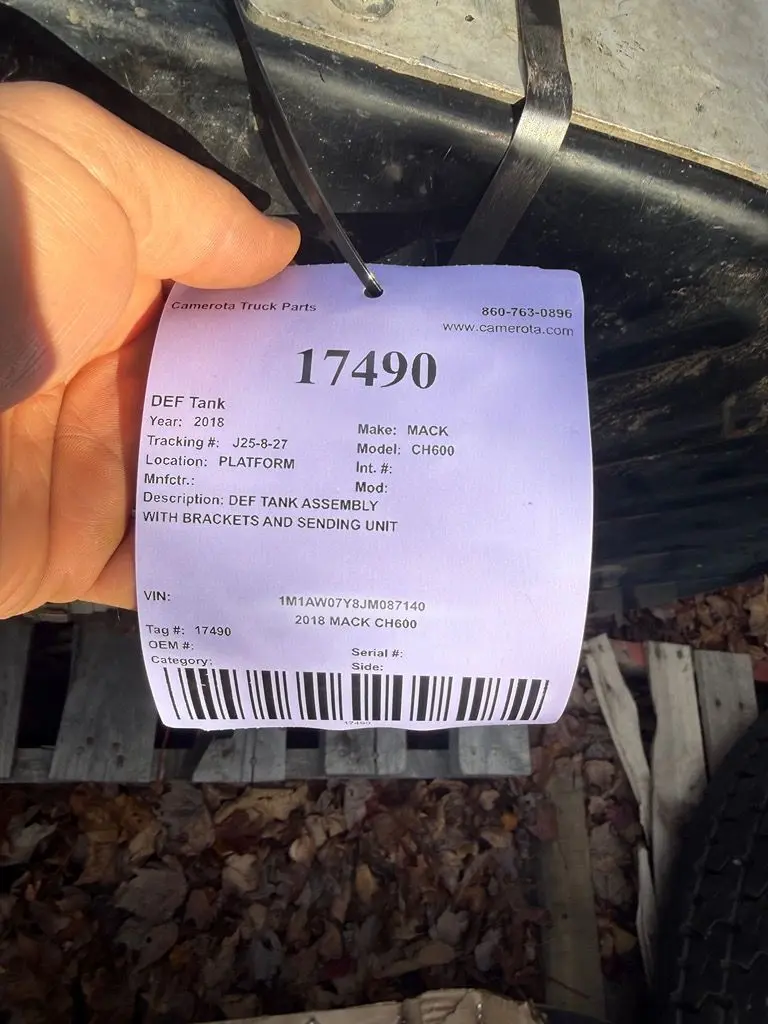 Camerota Truck Parts
860-763-0896
www.camerota.com
17490
DEF Tank
Year: 2018
Make: MACK
Tracking #: J25-8-27
Model: CH600
Location: PLATFORM
Int. #:
Mnfctr.:
Mod:
Description: DEF TANK ASSEMBLY
WITH BRACKETS AND SENDING UNIT
VIN: 1M1AW07Y8JM087140
2018 MACK CH600
Tag #: 17490
OEM #:
Serial #:
Category:
Side:
17490